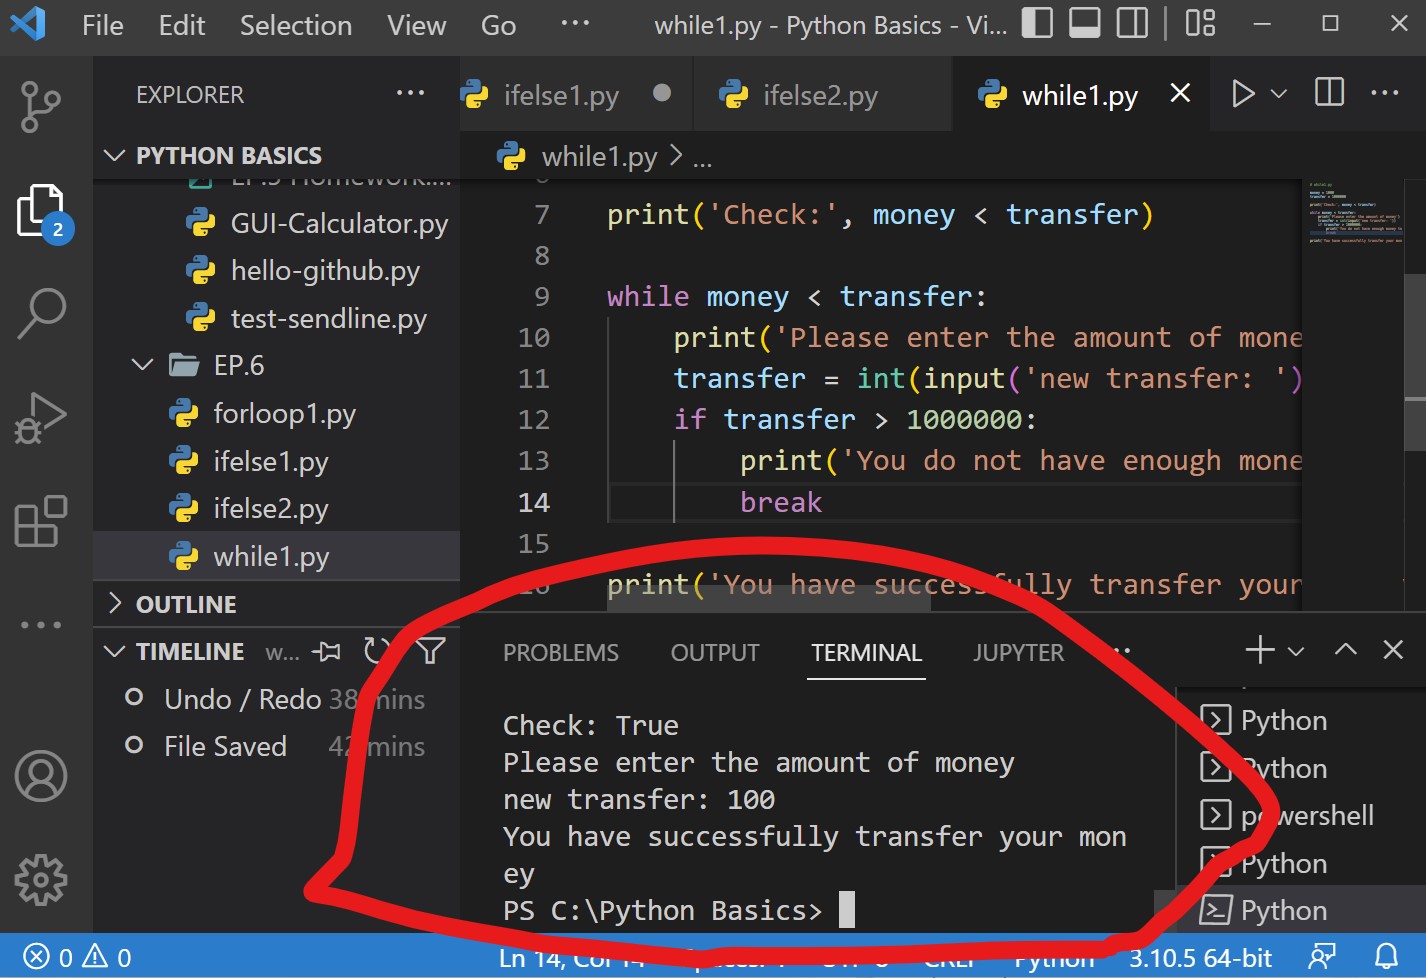 File Edit Selection View Go ... while1.py - Python Basics - Vi...
EXPLORER ...
ifelse1.py ifelse2.py while1.py
PYTHON BASICS
while1.py > ...
GUI-Calculator.py
hello-github.py
test-sendline.py
EP.6
forloop1.py
ifelse1.py
ifelse2.py
while1.py
OUTLINE
TIMELINE w...
Undo / Redo 38 mins
File Saved 42 mins
2
7 print('Check:', money < transfer)
8
9 while money < transfer:
10 print('Please enter the amount of mone
11 transfer = int(input('new transfer: ')
12 if transfer > 1000000:
13 print('You do not have enough mone
14 break
15
16 print('You have successfully transfer your
PROBLEMS OUTPUT TERMINAL JUPYTER
Check: True
Please enter the amount of money
new transfer: 100
You have successfully transfer your mon
ey
PS C:\Python Basics>
Python
Python
powershell
Python
Python
0 0 Ln 14, Python 3.10.5 64-bit